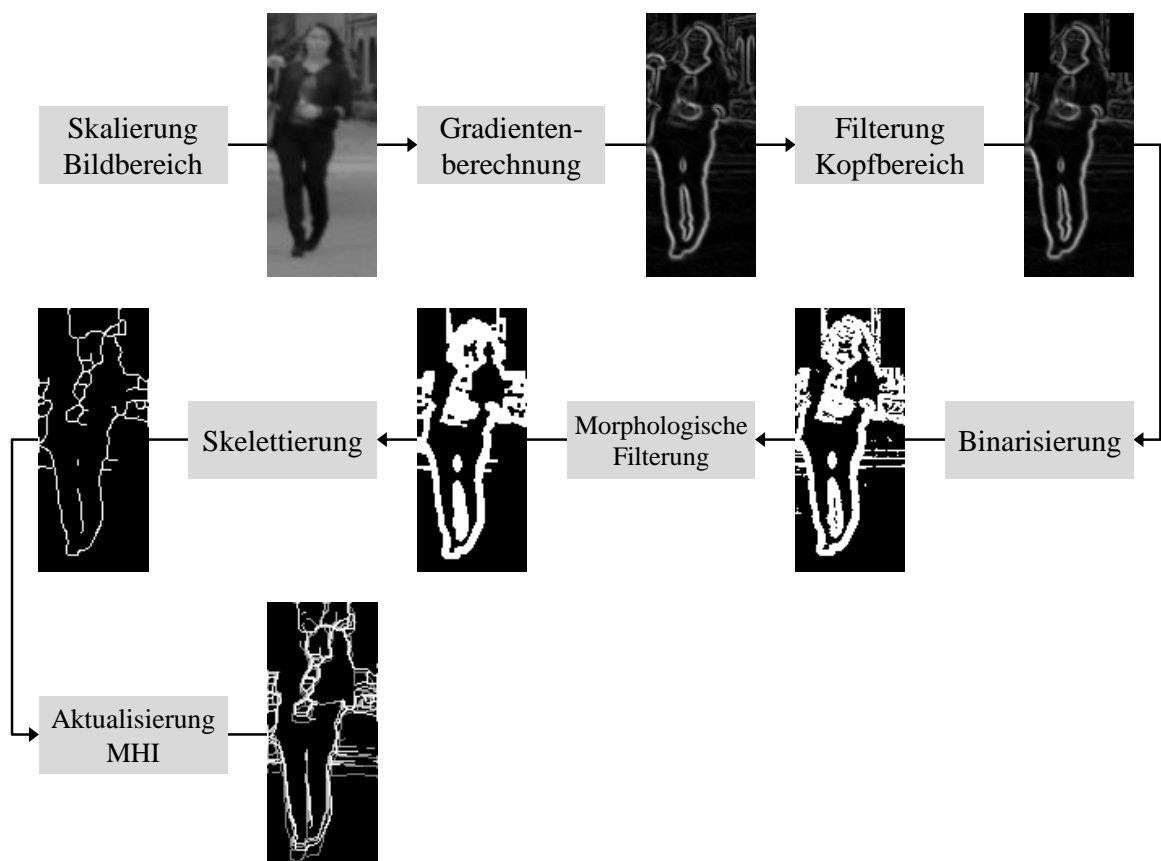 Skalierung
Bildbereich
Gradienten-
berechnung
Filterung
Kopfbereich
Binarisierung
Morphologische
Filterung
Skelettierung
Aktualisierung
MHI